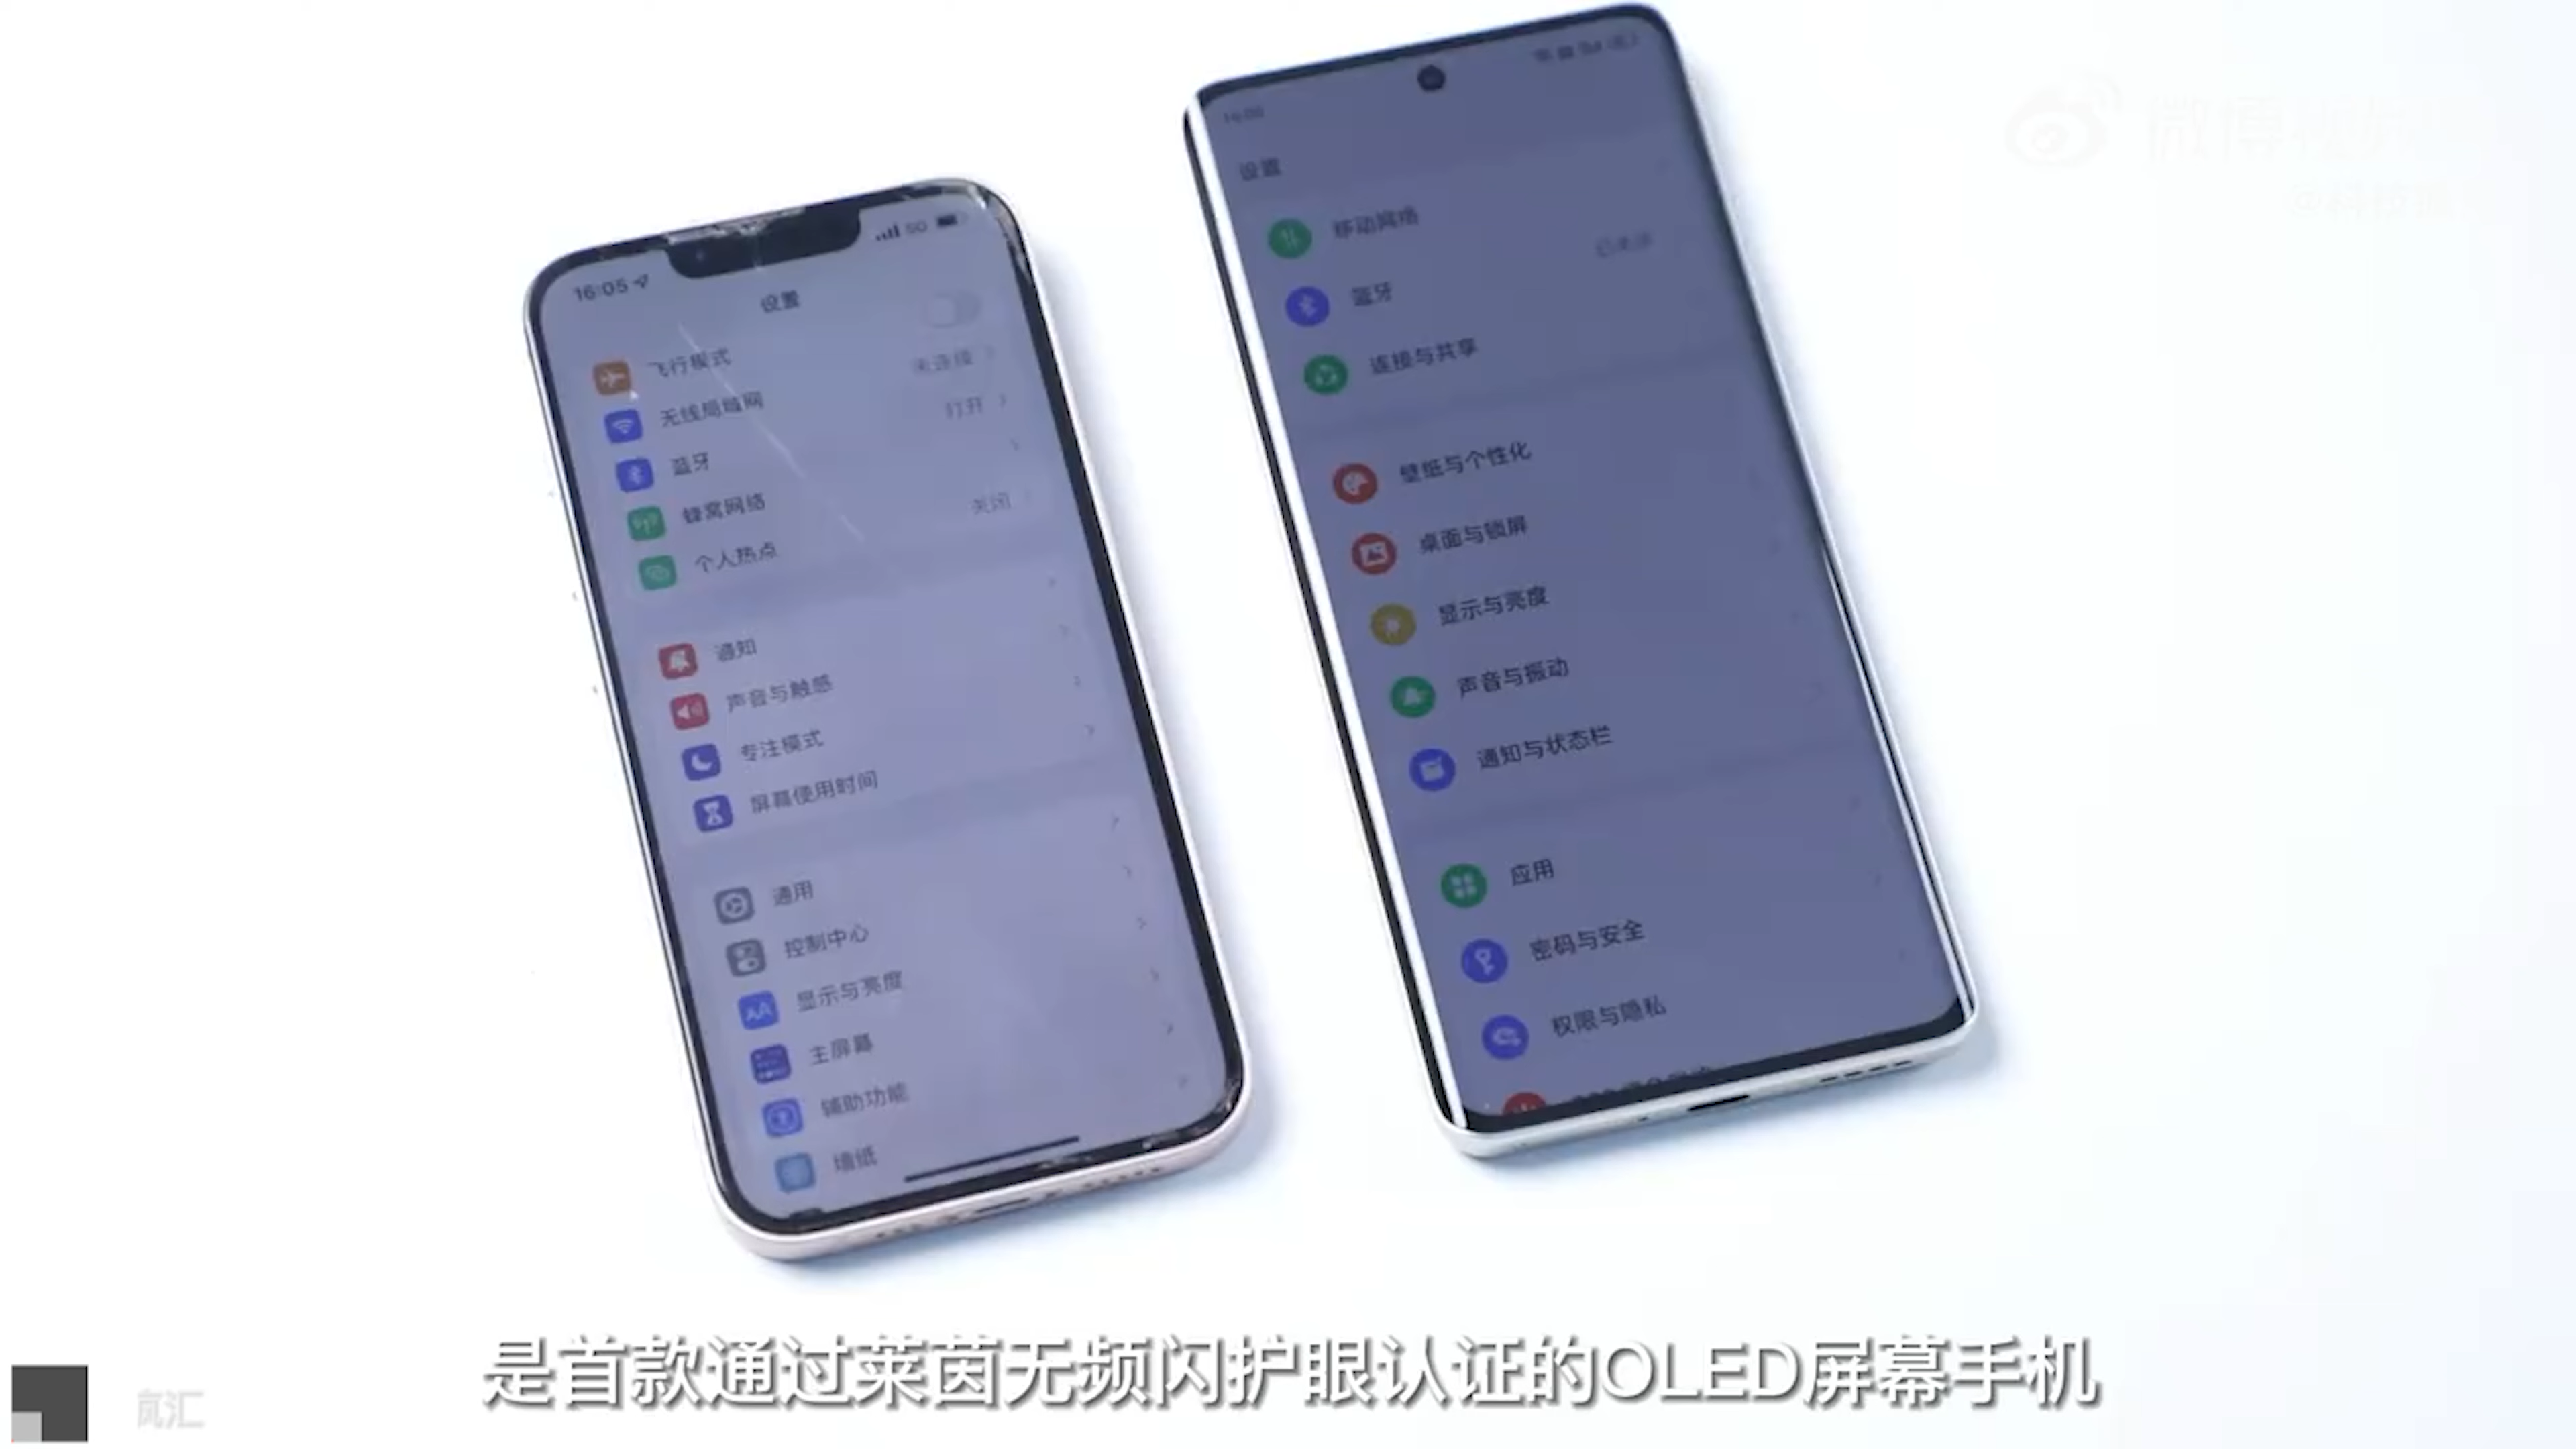 16:05
5G
设置
飞行模式
无线局域网 未连接
蓝牙 打开
蜂窝网络
个人热点 关闭
通知
声音与触感
专注模式
屏幕使用时间
通用
控制中心
显示与亮度
主屏幕
辅助功能
墙纸
设置
移动网络
蓝牙
连接与共享
壁纸与个性化
桌面与锁屏
显示与亮度
声音与振动
通知与状态栏
应用
密码与安全
权限与隐私
是首款通过莱茵无频闪护眼认证的OLED屏幕手机
岚汇